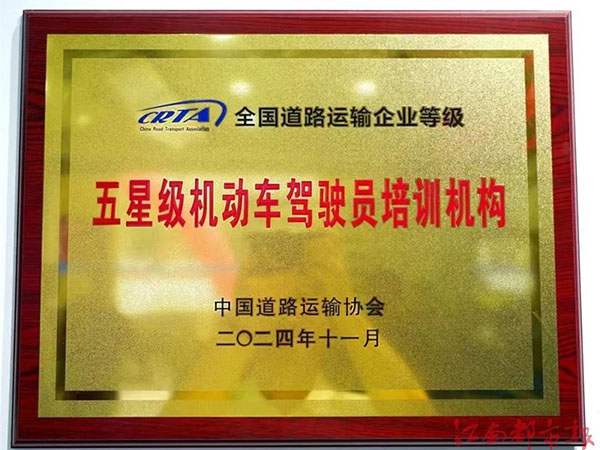 CRTA
China Road Transport Association
全国道路运输企业等级
五星级机动车驾驶员培训机构
中国道路运输协会
二〇二四年十一月
江南都市报